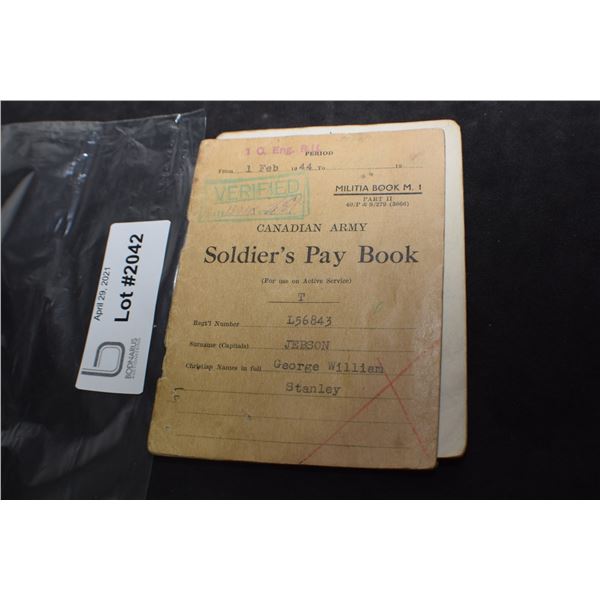 April 29, 2021
Lot #2042
BODNARUS
1 C. Eng. R.U.
PERIOD
From 1 Feb 1944 To 19
VERIFIED
MILITIA BOOK M. 1
PART II
CANADIAN ARMY
Soldier's Pay Book
(For use on Active Service)
T
Regt'l Number L56843
Surname (Capitals) JEBSON
Christian Names in full George William
Stanley